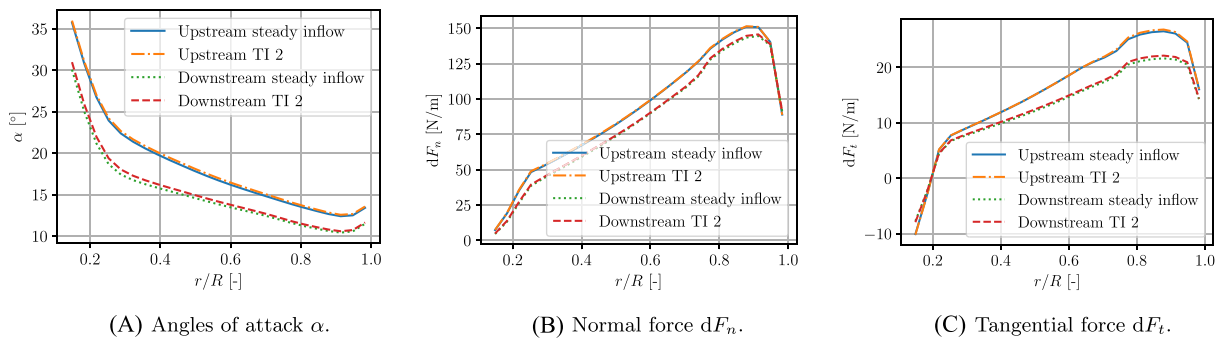 35
30
25
20
15
10
α [°]
0.2
0.4
0.6
0.8
1.0
r/R [-]
Upstream steady inflow
Upstream TI 2
Downstream steady inflow
Downstream TI 2
(A) Angles of attack α.
150
125
100
75
50
25
0
dFₙ [N/m]
0.2
0.4
0.6
0.8
1.0
r/R [-]
Upstream steady inflow
Upstream TI 2
Downstream steady inflow
Downstream TI 2
(B) Normal force dFₙ.
20
10
0
−10
dFₜ [N/m]
0.2
0.4
0.6
0.8
1.0
r/R [-]
Upstream steady inflow
Upstream TI 2
Downstream steady inflow
Downstream TI 2
(C) Tangential force dFₜ.